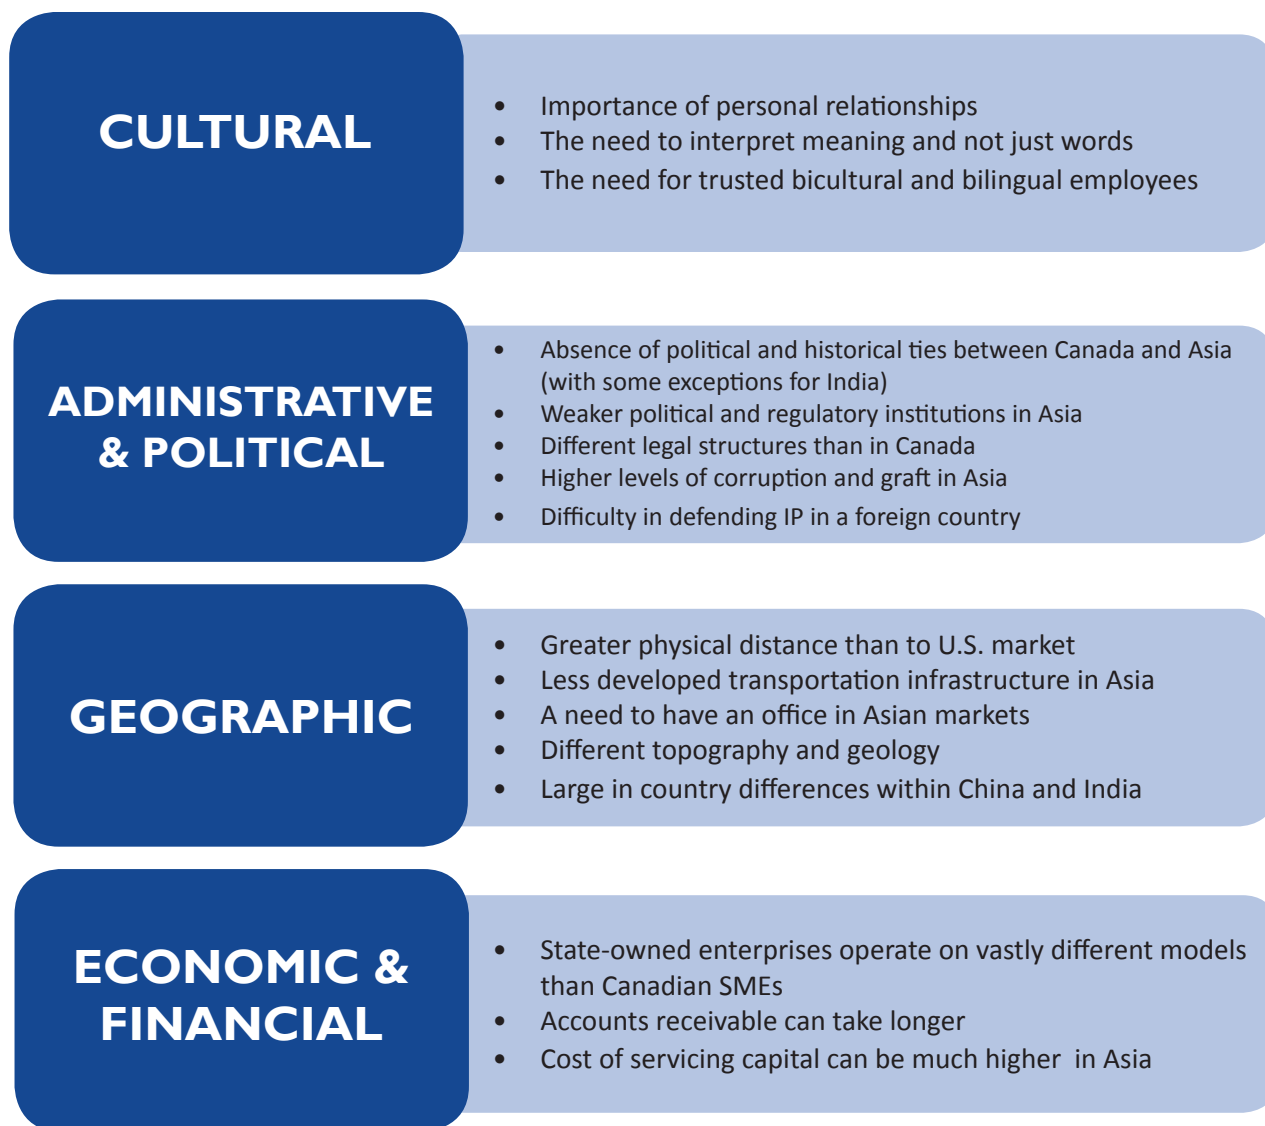 CULTURAL
• Importance of personal relationships
• The need to interpret meaning and not just words
• The need for trusted bicultural and bilingual employees
ADMINISTRATIVE
& POLITICAL
• Absence of political and historical ties between Canada and Asia
(with some exceptions for India)
• Weaker political and regulatory institutions in Asia
• Different legal structures than in Canada
• Higher levels of corruption and graft in Asia
• Difficulty in defending IP in a foreign country
GEOGRAPHIC
• Greater physical distance than to U.S. market
• Less developed transportation infrastructure in Asia
• A need to have an office in Asian markets
• Different topography and geology
• Large in country differences within China and India
ECONOMIC &
FINANCIAL
• State-owned enterprises operate on vastly different models
than Canadian SMEs
• Accounts receivable can take longer
• Cost of servicing capital can be much higher  in Asia